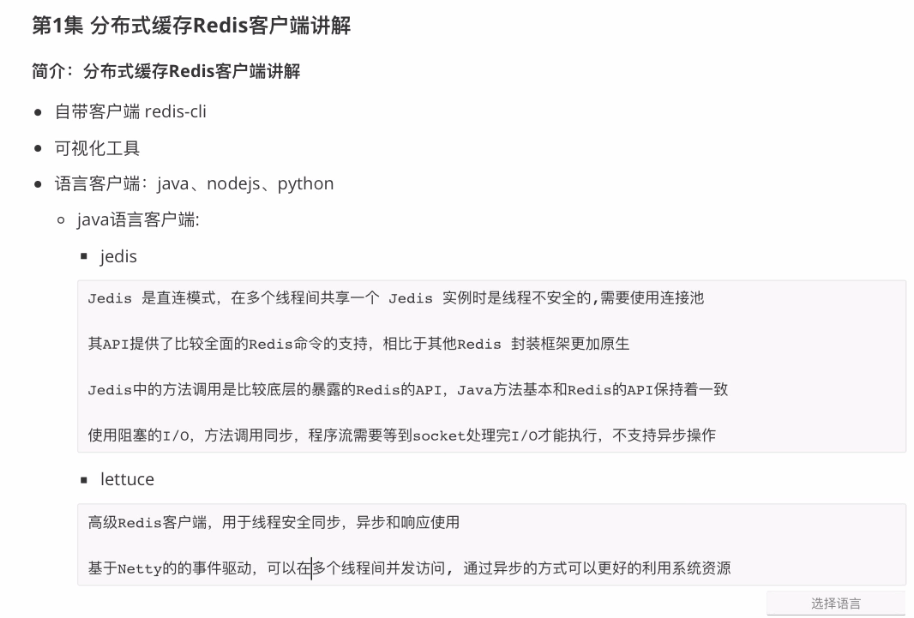 第1集 分布式缓存Redis客户端讲解
简介：分布式缓存Redis客户端讲解
自带客户端 redis-cli
可视化工具
语言客户端：java、nodejs、python
java语言客户端:
jedis
Jedis 是直连模式，在多个线程间共享一个 Jedis 实例时是线程不安全的,需要使用连接池
其API提供了比较全面的Redis命令的支持，相比于其他Redis 封装框架更加原生
Jedis中的方法调用是比较底层的暴露的Redis的API，Java方法基本和Redis的API保持着一致
使用阻塞的I/O，方法调用同步，程序流需要等到socket处理完I/O才能执行，不支持异步操作
lettuce
高级Redis客户端，用于线程安全同步，异步和响应使用
基于Netty的的事件驱动，可以在多个线程间并发访问, 通过异步的方式可以更好的利用系统资源
选择语言